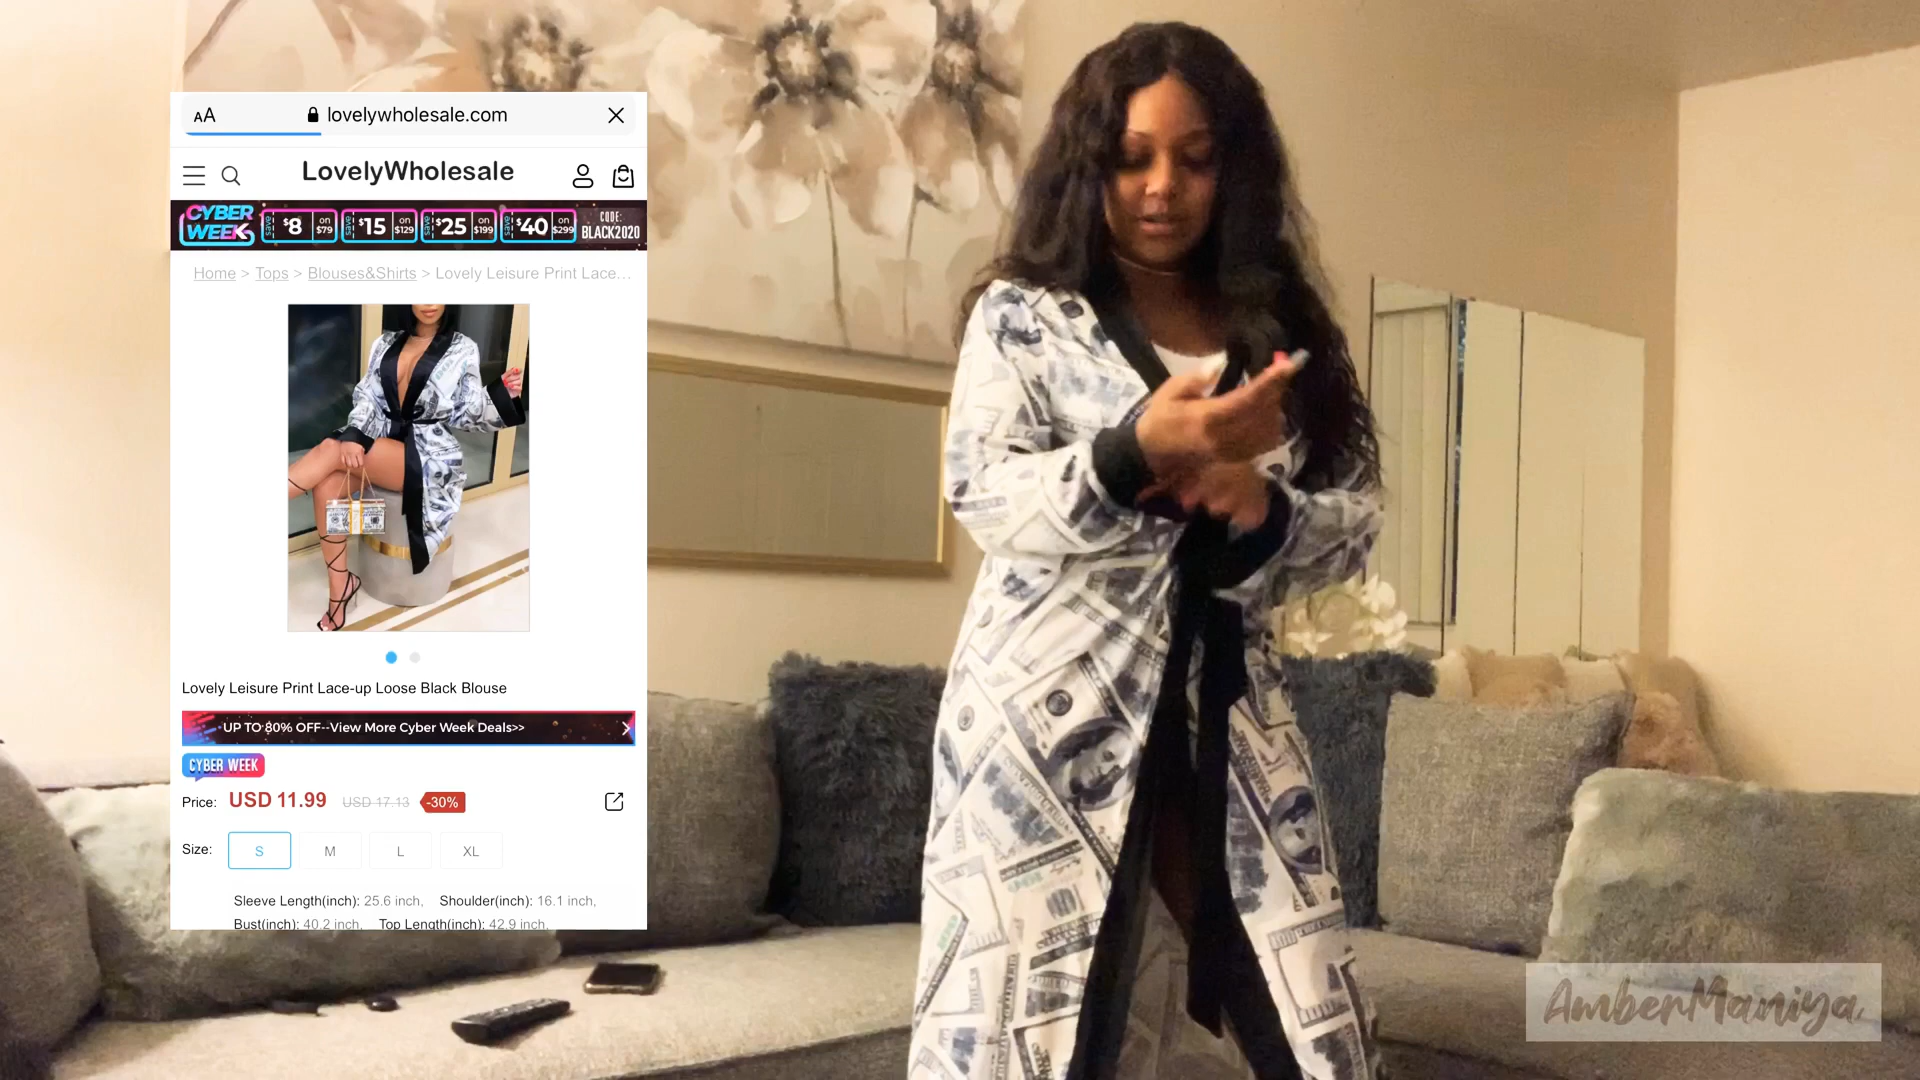 AA lovelywholesale.com
LovelyWholesale
CYBER WEEK save $8 on $79 save $15 on $129 save $25 on $199 save $40 on $299 CODE: BLACK2020
Home > Tops > Blouses&Shirts > Lovely Leisure Print Lace...
Lovely Leisure Print Lace-up Loose Black Blouse
UP TO 80% OFF--View More Cyber Week Deals>>
CYBER WEEK
Price: USD 11.99 USD 17.13 -30%
Size: S M L XL
Sleeve Length(inch): 25.6 inch, Shoulder(inch): 16.1 inch,
Bust(inch): 40.2 inch, Top Length(inch): 42.9 inch,
AmberManiya